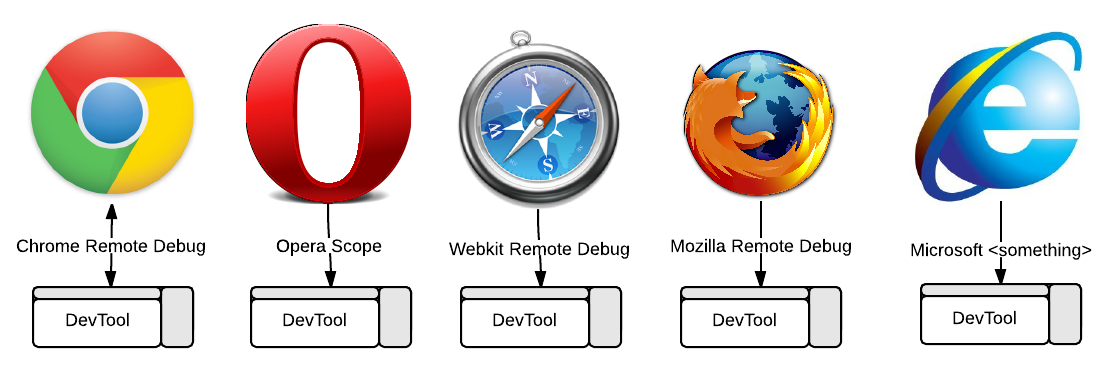 N
E
S
W
Chrome Remote Debug
Opera Scope
Webkit Remote Debug
Mozilla Remote Debug
Microsoft <something>
DevTool
DevTool
DevTool
DevTool
DevTool